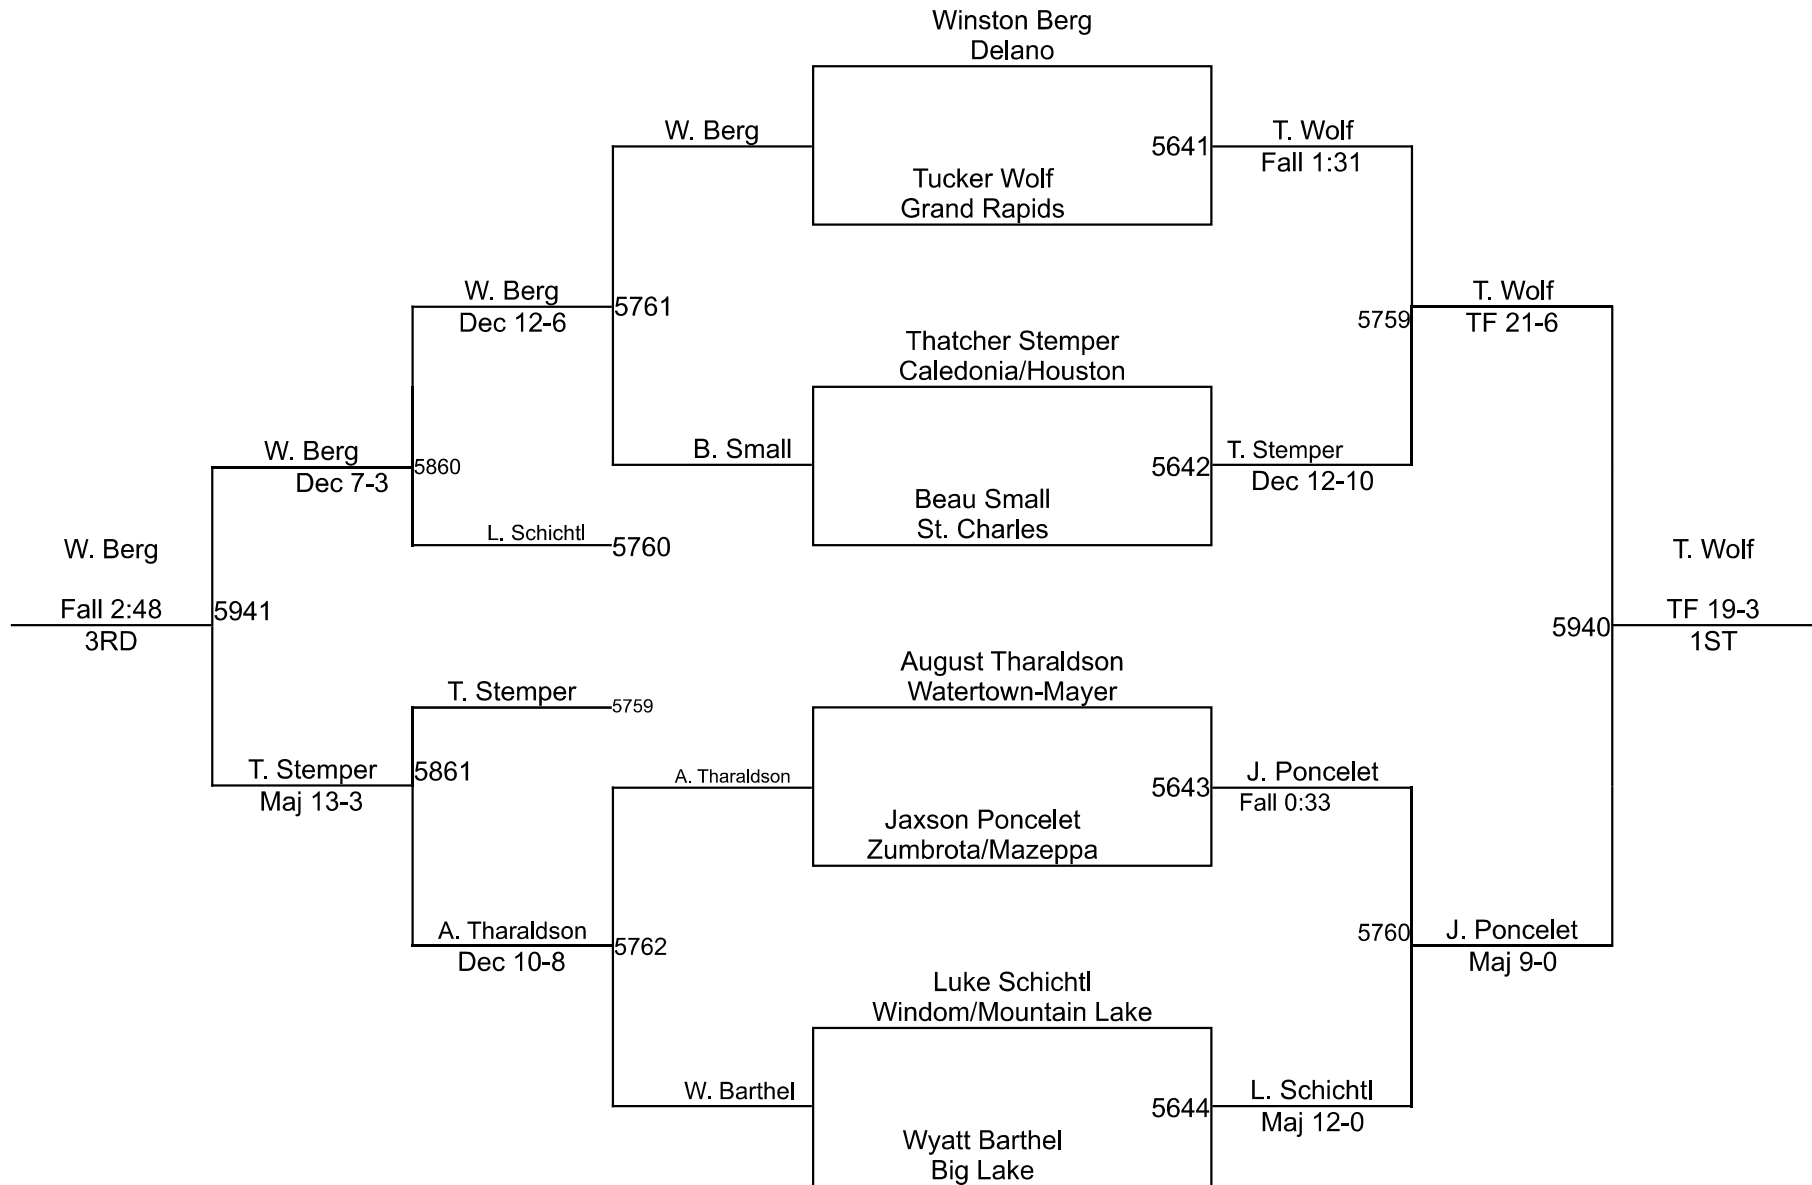 Winston Berg
Delano
W. Berg
5641
T. Wolf
Fall 1:31
Tucker Wolf
Grand Rapids
W. Berg
Dec 12-6
5761
5759
T. Wolf
TF 21-6
Thatcher Stemper
Caledonia/Houston
W. Berg
Dec 7-3
5860
B. Small
5642
T. Stemper
Dec 12-10
Beau Small
St. Charles
L. Schichtl
5760
W. Berg
Fall 2:48
3RD
5941
T. Wolf
5940
TF 19-3
1ST
August Tharaldson
Watertown-Mayer
T. Stemper
5759
T. Stemper
Maj 13-3
5861
A. Tharaldson
5643
J. Poncelet
Fall 0:33
Jaxson Poncelet
Zumbrota/Mazeppa
A. Tharaldson
Dec 10-8
5762
5760
J. Poncelet
Maj 9-0
Luke Schichtl
Windom/Mountain Lake
W. Barthel
5644
L. Schichtl
Maj 12-0
Wyatt Barthel
Big Lake